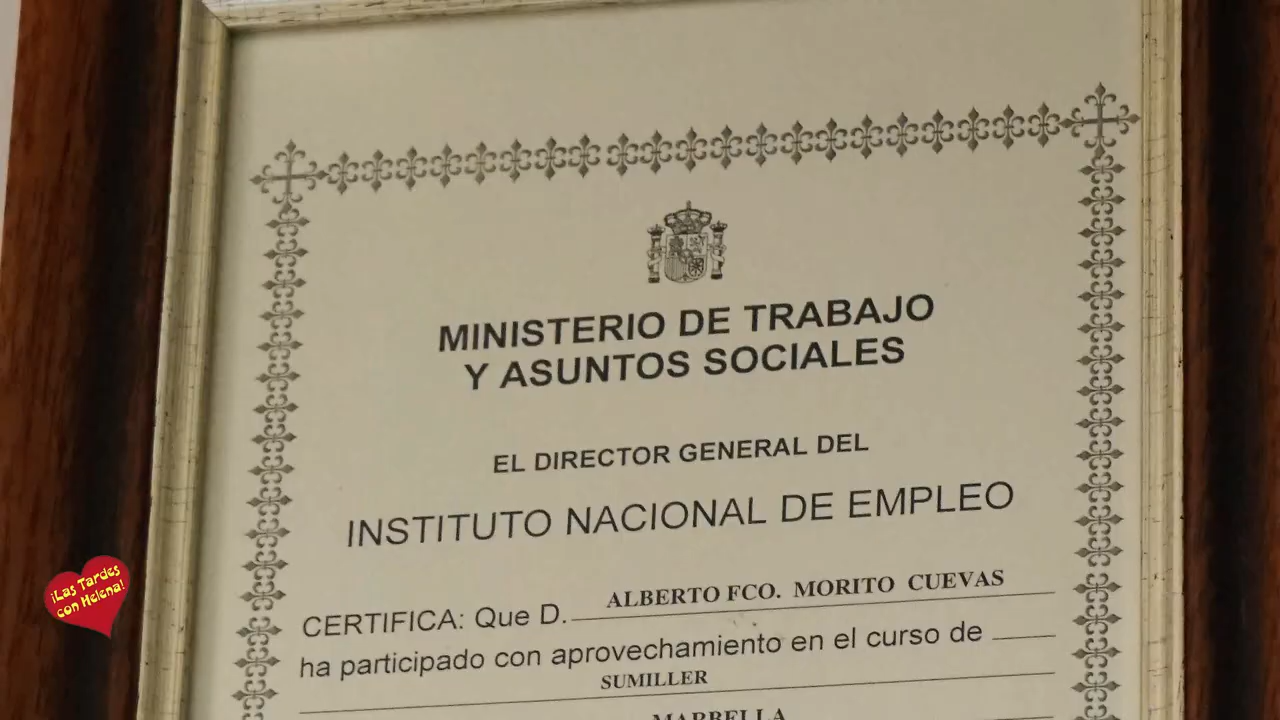 MINISTERIO DE TRABAJO
Y ASUNTOS SOCIALES
EL DIRECTOR GENERAL DEL
INSTITUTO NACIONAL DE EMPLEO
CERTIFICA: Que D. ALBERTO FCO. MORITO CUEVAS
ha participado con aprovechamiento en el curso de
SUMILLER
MARBELLA
¡Las Tardes
con Helena!